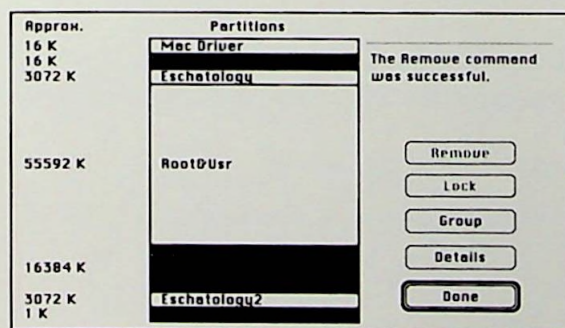 Approx. Partitions
16 K Mac Driver
16 K
3072 K Eschatology
The Remove command
was successful.
55592 K Root&Usr
Remove
Lock
Group
Details
16384 K
3072 K Eschatology2
Done
1 K